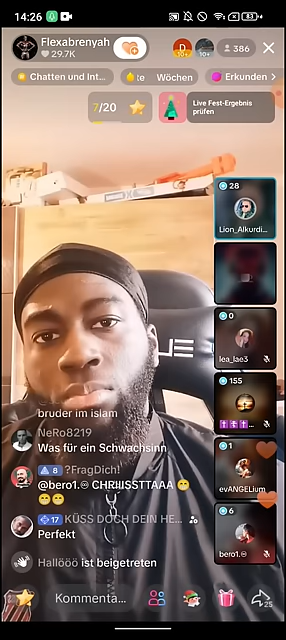 14:26
83
Flexabrenyah
29.7K
10+
386
Chatten und Int...
te
Wöchen
Erkunden
7/20
Live Fest-Ergebnis
prüfen
28
Lion_Alkurdi...
0
lea_lae3
155
1
evANGELium
6
bero1.♾
bruder im islam
NeRo8219
Was für ein Schwachsinn
8 ?FragDich!
@bero1.♾ CHRIIISSTTAAA 😁
😁😁
17 KÜSS DOCH DEIN HE...
Perfekt
Hallööö ist beigetreten
Kommenta...
25